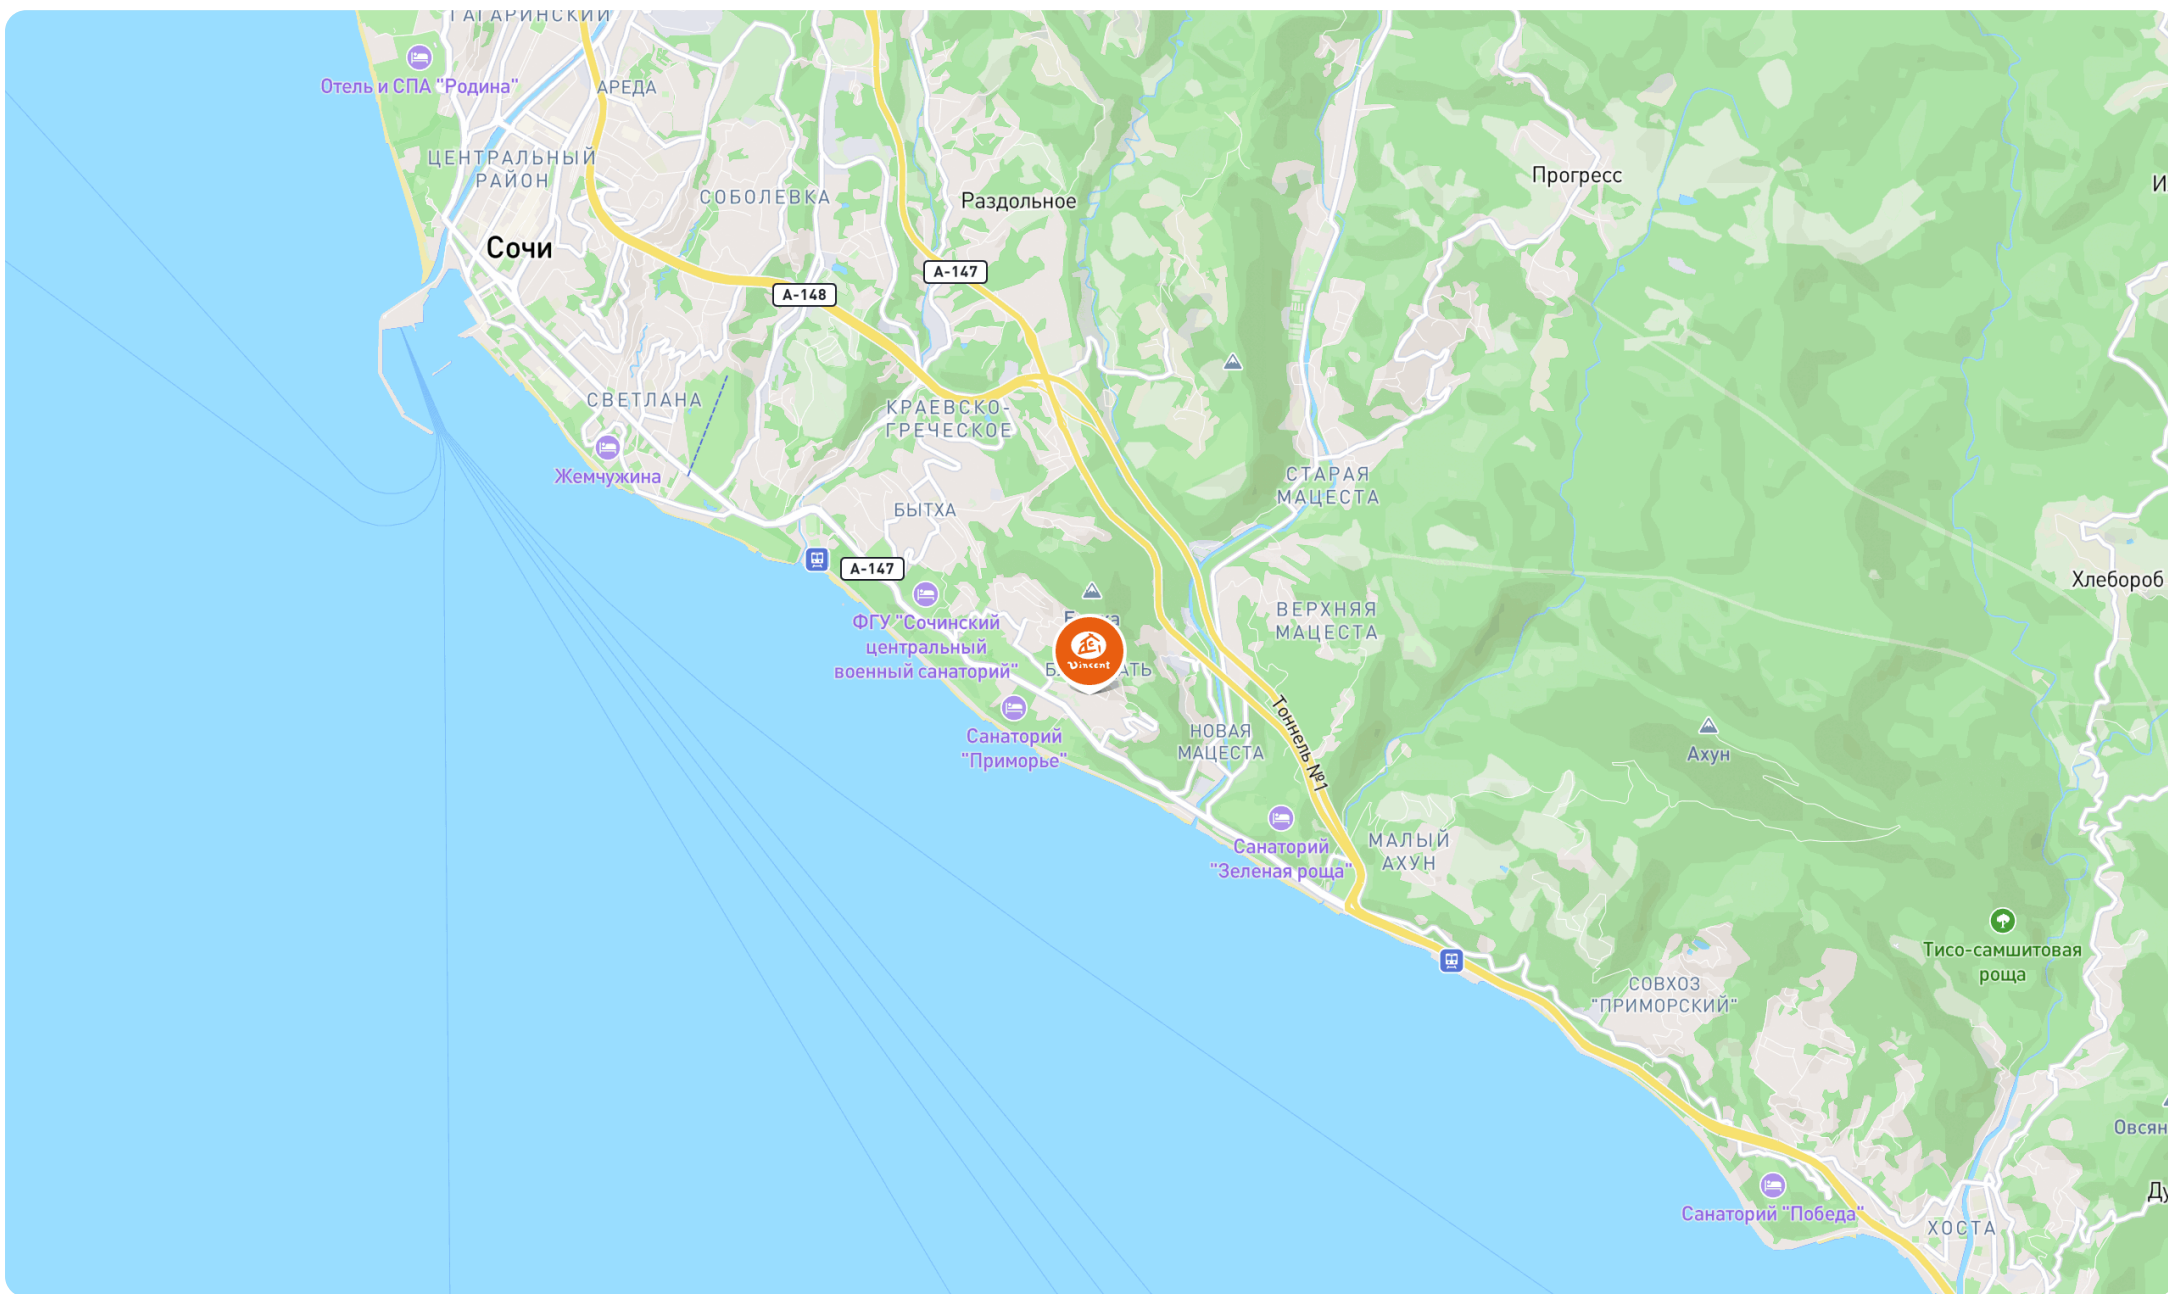 ГАГАРИНСКИЙ
Отель и СПА "Родина"
АРЕДА
ЦЕНТРАЛЬНЫЙ
РАЙОН
СОБОЛЕВКА
Раздольное
Прогресс
Сочи
А-147
А-148
СВЕТЛАНА
КРАЕВСКО-
ГРЕЧЕСКОЕ
Жемчужина
СТАРАЯ
МАЦЕСТА
БЫТХА
А-147
Хлебороб
ФГУ "Сочинский
центральный
военный санаторий"
ВЕРХНЯЯ
МАЦЕСТА
Vincent
Санаторий
"Приморье"
НОВАЯ
МАЦЕСТА
Тоннель №1
Ахун
Санаторий
"Зеленая роща"
МАЛЫЙ
АХУН
Тисо-самшитовая
роща
СОВХОЗ
"ПРИМОРСКИЙ"
Овсян
Санаторий "Победа"
Ду
ХОСТА